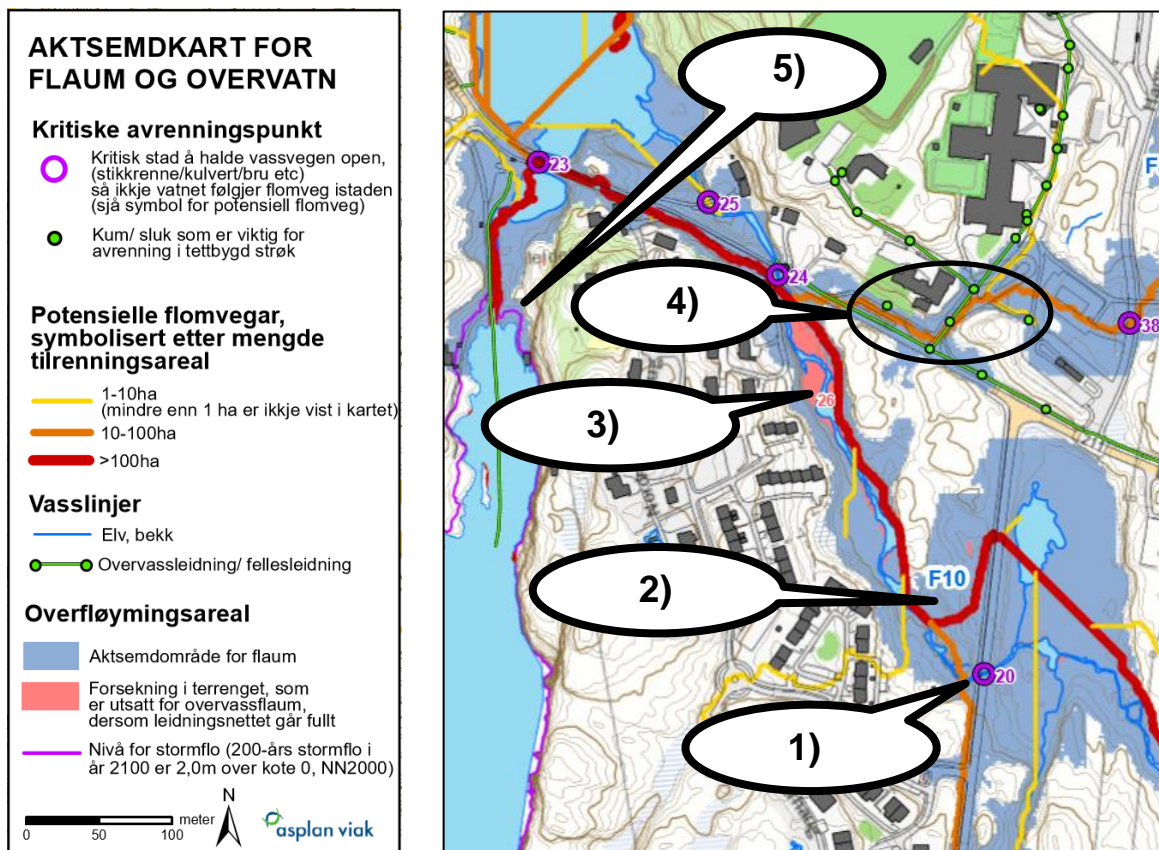 AKTSEMDKART FOR
FLAUM OG OVERVATN
Kritiske avrenningspunkt
Kritisk stad å halde vassvegen open,
(stikkrenne/kulvert/bru etc)
så ikkje vatnet følgjer flomveg istaden
(sjå symbol for potensiell flomveg)
Kum/ sluk som er viktig for
avrenning i tettbygd strøk
Potensielle flomvegar,
symbolisert etter mengde
tilrenningsareal
1-10ha
(mindre enn 1 ha er ikkje vist i kartet)
10-100ha
>100ha
Vasslinjer
Elv, bekk
Overvassleidning/ fellesleidning
Overfløymingsareal
Aktsemdområde for flaum
Forsekning i terrenget, som
er utsatt for overvassflaum,
dersom leidningsnettet går fullt
Nivå for stormflo (200-års stormflo i
år 2100 er 2,0m over kote 0, NN2000)
N
0 50 100 meter
asplan viak
5)
23
25
F
24
4)
38
3)
26
211
2)
F10
20
1)